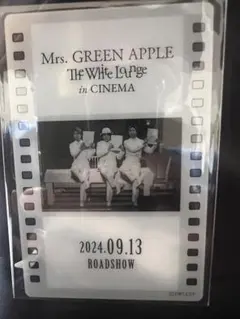 Mrs. GREEN APPLE
The White Lounge
in CINEMA
2024.09.13
ROADSHOW